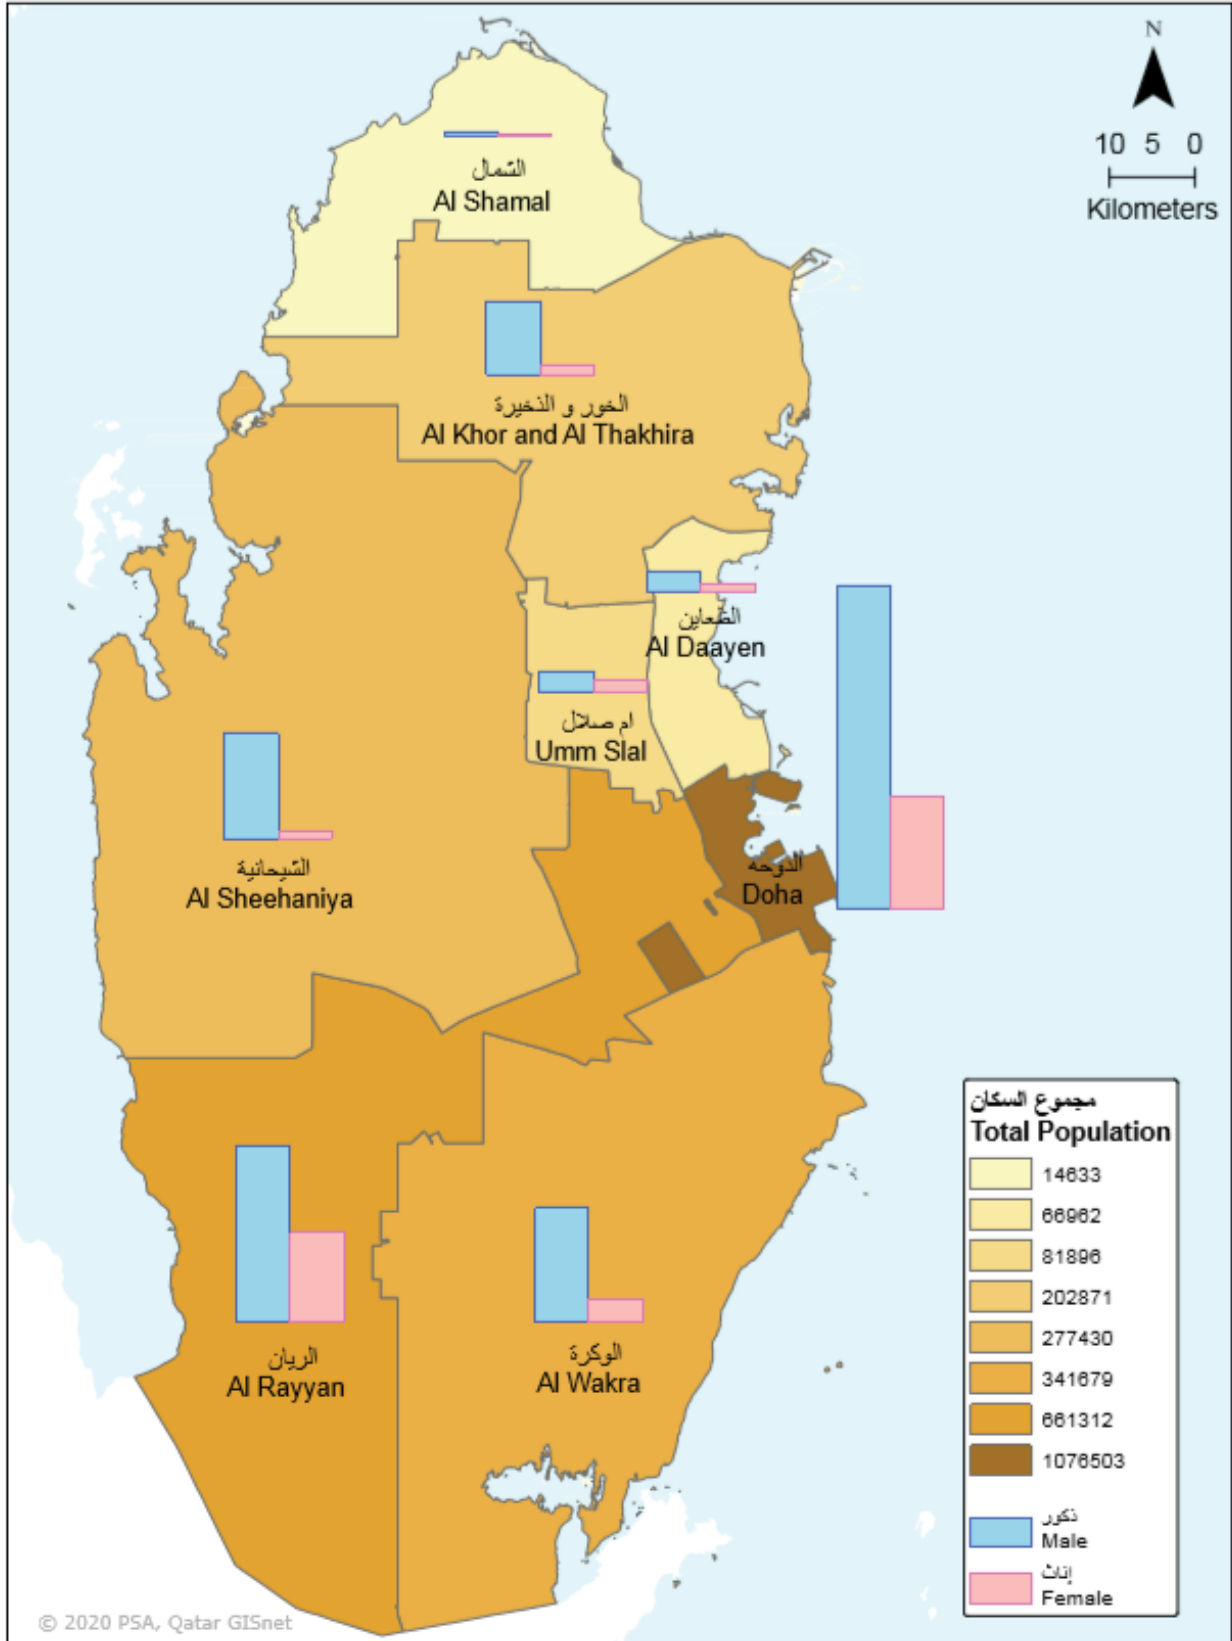 N
10 5 0
Kilometers
الشمال
Al Shamal
الخور و الذخيرة
Al Khor and Al Thakhira
الظعاين
Al Daayen
ام صلال
Umm Slal
الشيحانية
Al Sheehaniya
الدوحة
Doha
الريان
Al Rayyan
الوكرة
Al Wakra
مجموع السكان
Total Population
14633
66962
81896
202871
277430
341679
661312
1076503
ذكور
Male
إناث
Female
© 2020 PSA, Qatar GISnet